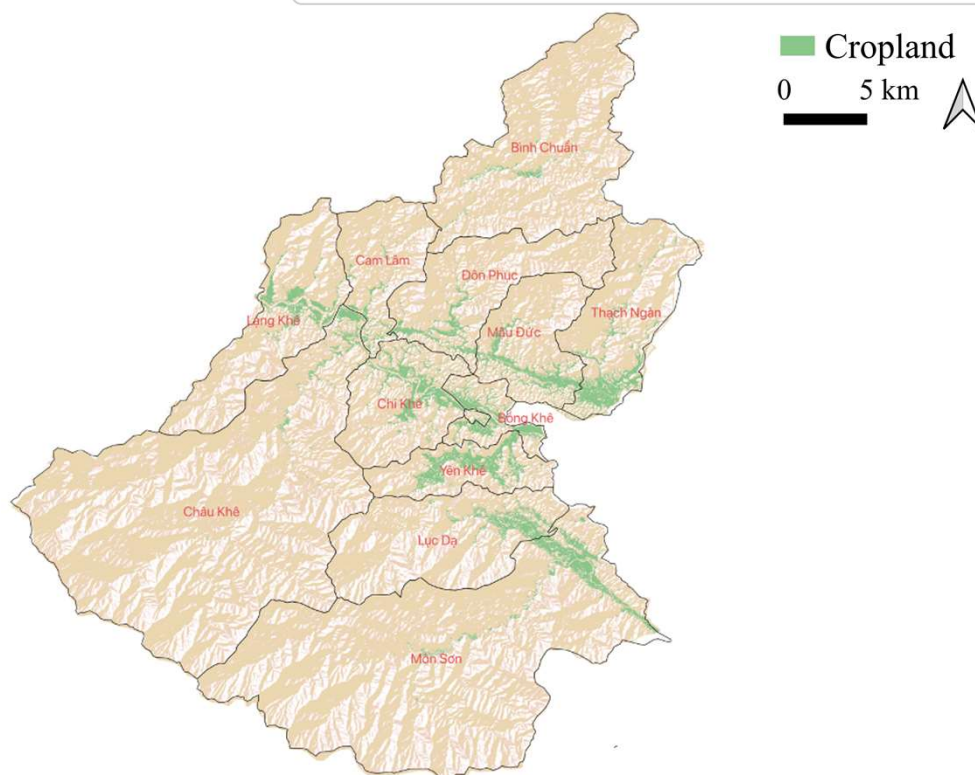 Cropland
0 5 km
Bình Chuẩn
Cam Lâm
Đôn Phục
Lạng Khê
Mậu Đức
Thạch Ngàn
Chi Khê
Bồng Khê
Yên Khê
Châu Khê
Lục Dạ
Môn Sơn